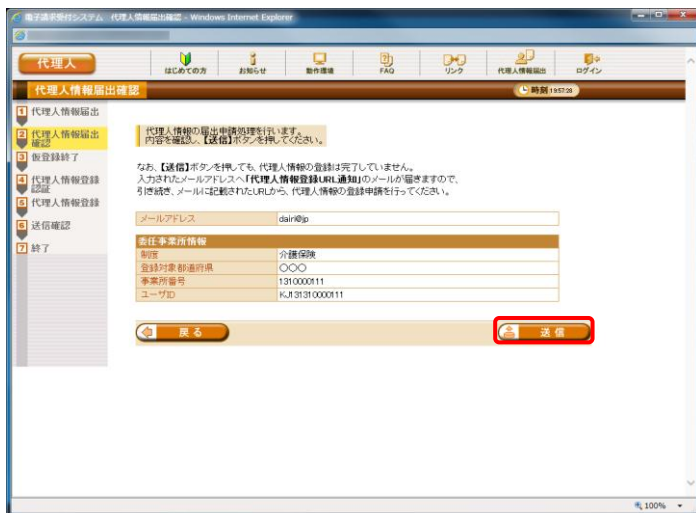 電子請求受付システム 代理人情報届出確認 - Windows Internet Explorer
代理人
はじめての方
お知らせ
動作環境
FAQ
リンク
代理人情報届出
ログイン
代理人情報届出確認
時刻 19:57:28
1 代理人情報届出
2 代理人情報届出
確認
3 仮登録終了
4 代理人情報登録
認証
5 代理人情報登録
6 送信確認
7 終了
代理人情報の届出申請処理を行います。
内容を確認し、【送信】ボタンを押してください。
なお、【送信】ボタンを押しても、代理人情報の登録は完了していません。
入力されたメールアドレスへ「代理人情報登録URL通知」のメールが届きますので、
引き続き、メールに記載されたURLから、代理人情報の登録申請を行ってください。
メールアドレス dairi@jp
委任事業所情報
制度 介護保険
登録対象都道府県 〇〇〇
事業所番号 1310000111
ユーザID KJ131310000111
戻る
送信
100%